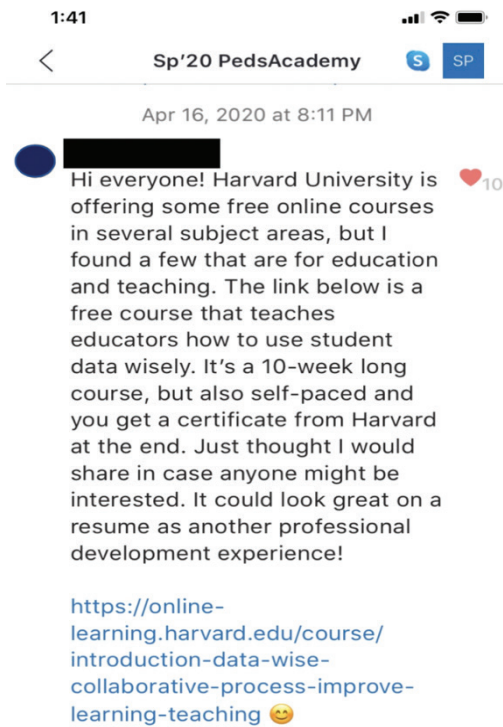 1:41
Sp'20 PedsAcademy
S
SP
Apr 16, 2020 at 8:11 PM
Hi everyone! Harvard University is
10
offering some free online courses
in several subject areas, but I
found a few that are for education
and teaching. The link below is a
free course that teaches
educators how to use student
data wisely. It's a 10-week long
course, but also self-paced and
you get a certificate from Harvard
at the end. Just thought I would
share in case anyone might be
interested. It could look great on a
resume as another professional
development experience!
https://online-
learning.harvard.edu/course/
introduction-data-wise-
collaborative-process-improve-
learning-teaching 😊